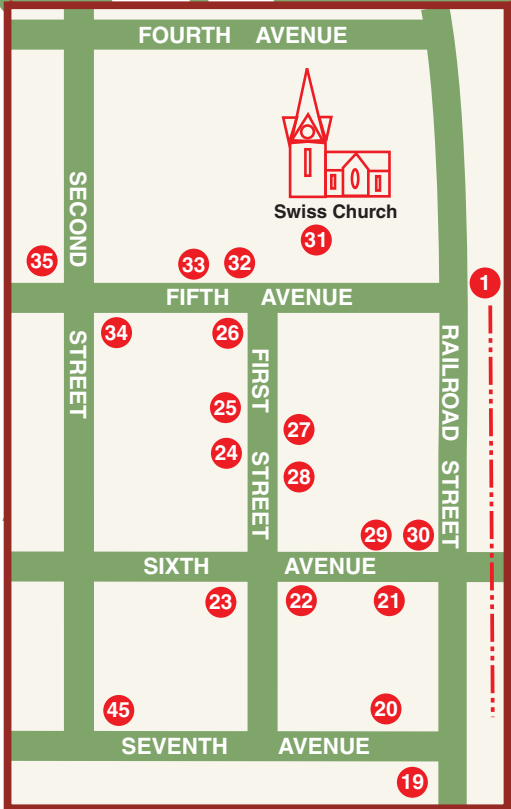 FOURTH AVENUE
SECOND STREET
Swiss Church
31
35
33
32
1
FIFTH AVENUE
34
26
FIRST STREET
RAILROAD STREET
25
27
24
28
29
30
SIXTH AVENUE
23
22
21
45
20
SEVENTH AVENUE
19